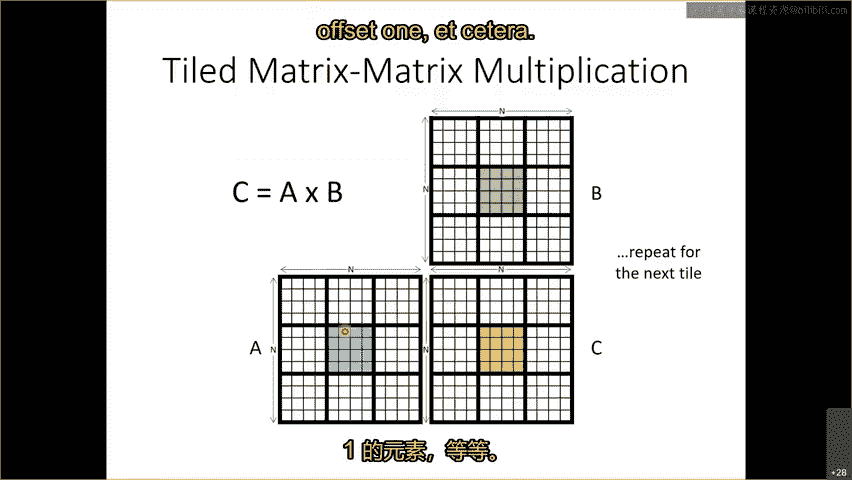 offset one, et cetera.
Tiled Matrix-Matrix Multiplication
N
C = A x B
N
B
…repeat for
the next tile
N
N
A
N
N
C
1 的元素，等等。
+28